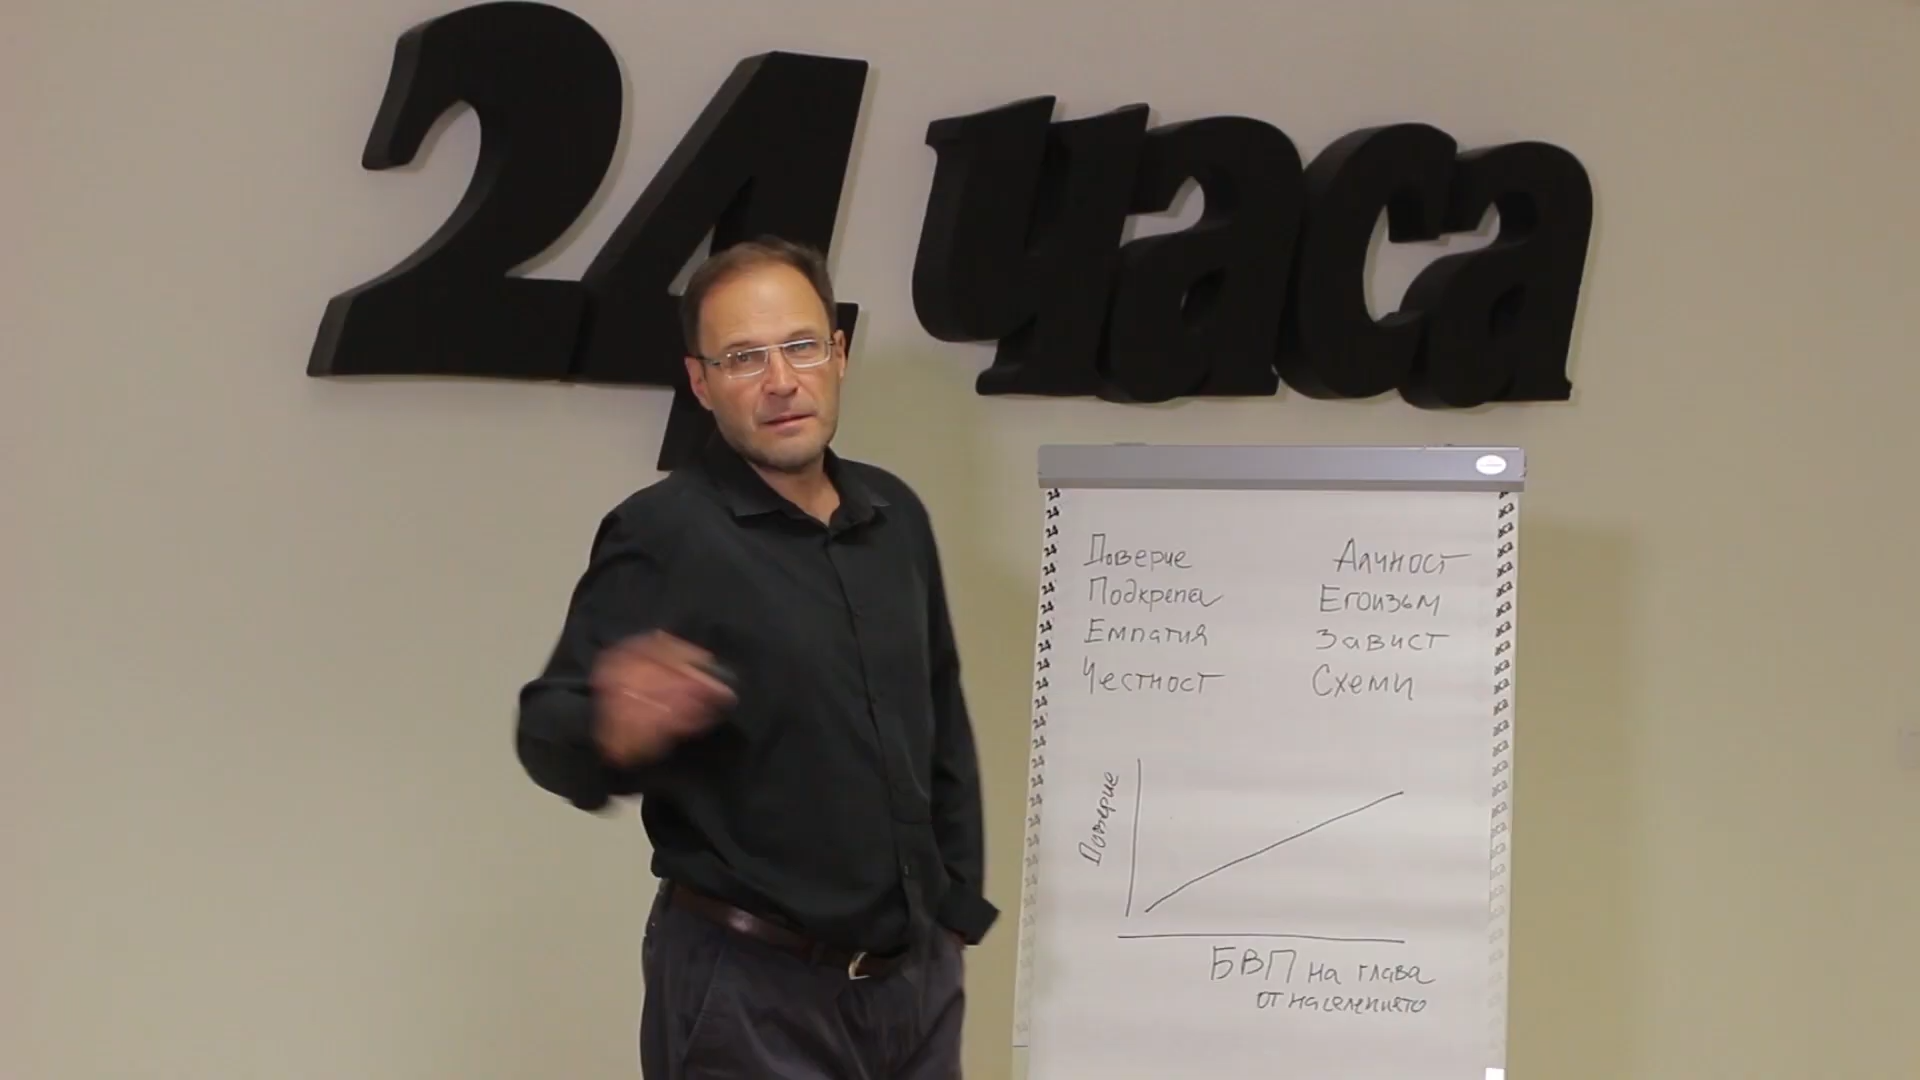 24 часа
Доверие Алчност
Подкрепа Егоизъм
Емпатия Завист
Честност Схеми
Доверие
БВП на глава
от населението